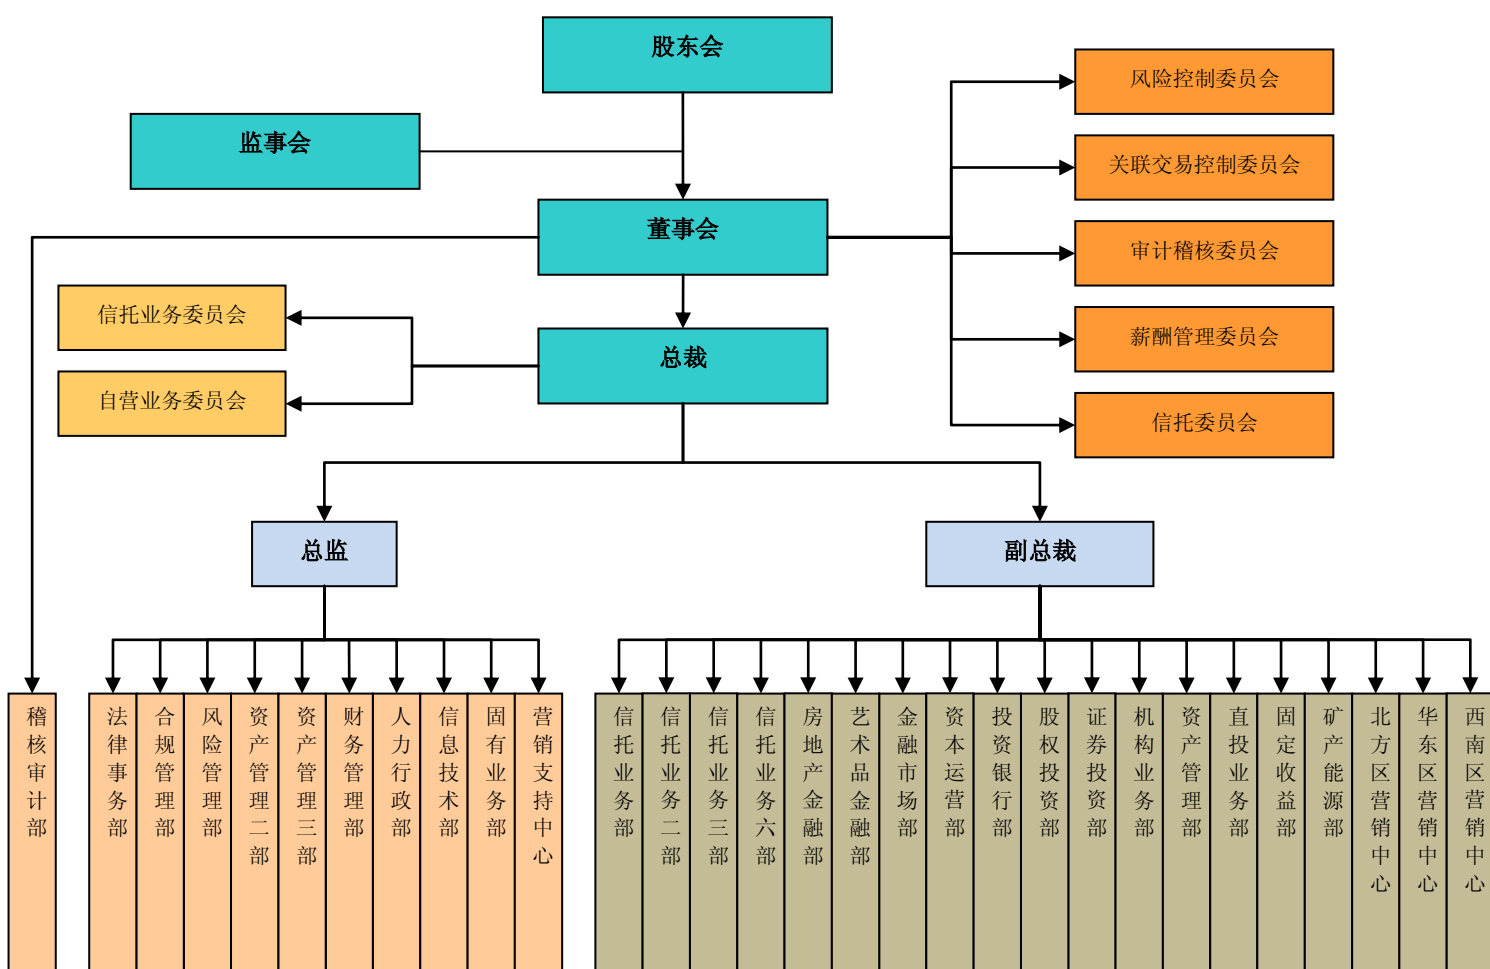 股东会
风险控制委员会
监事会
关联交易控制委员会
董事会
审计稽核委员会
信托业务委员会
总裁
薪酬管理委员会
自营业务委员会
信托委员会
总监
副总裁
稽核审计部
法律事务部
合规管理部
风险管理部
资产管理二部
资产管理三部
财务管理部
人力行政部
信息技术部
固有业务部
营销支持中心
信托业务部
信托业务二部
信托业务三部
信托业务六部
房地产金融部
艺术品金融部
金融市场部
资本运营部
投资银行部
股权投资部
证券投资部
机构业务部
资产管理部
直投业务部
固定收益部
矿产能源部
北方区营销中心
华东区营销中心
西南区营销中心